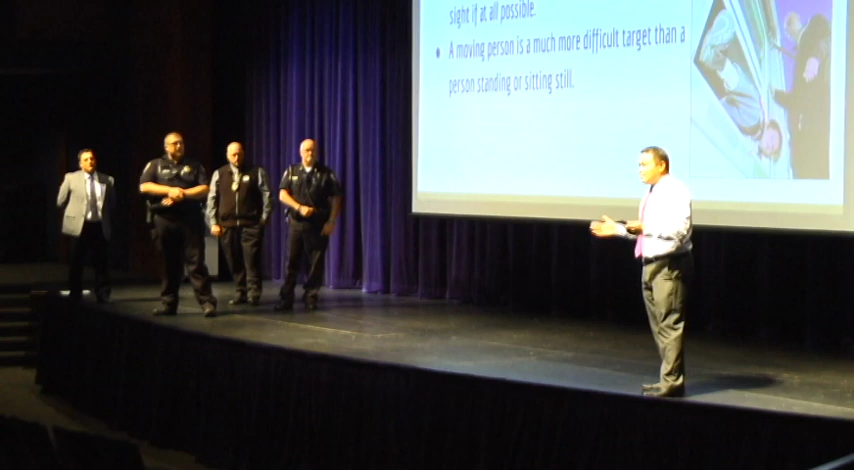 sight if at all possible.
• A moving person is a much more difficult target than a
person standing or sitting still.